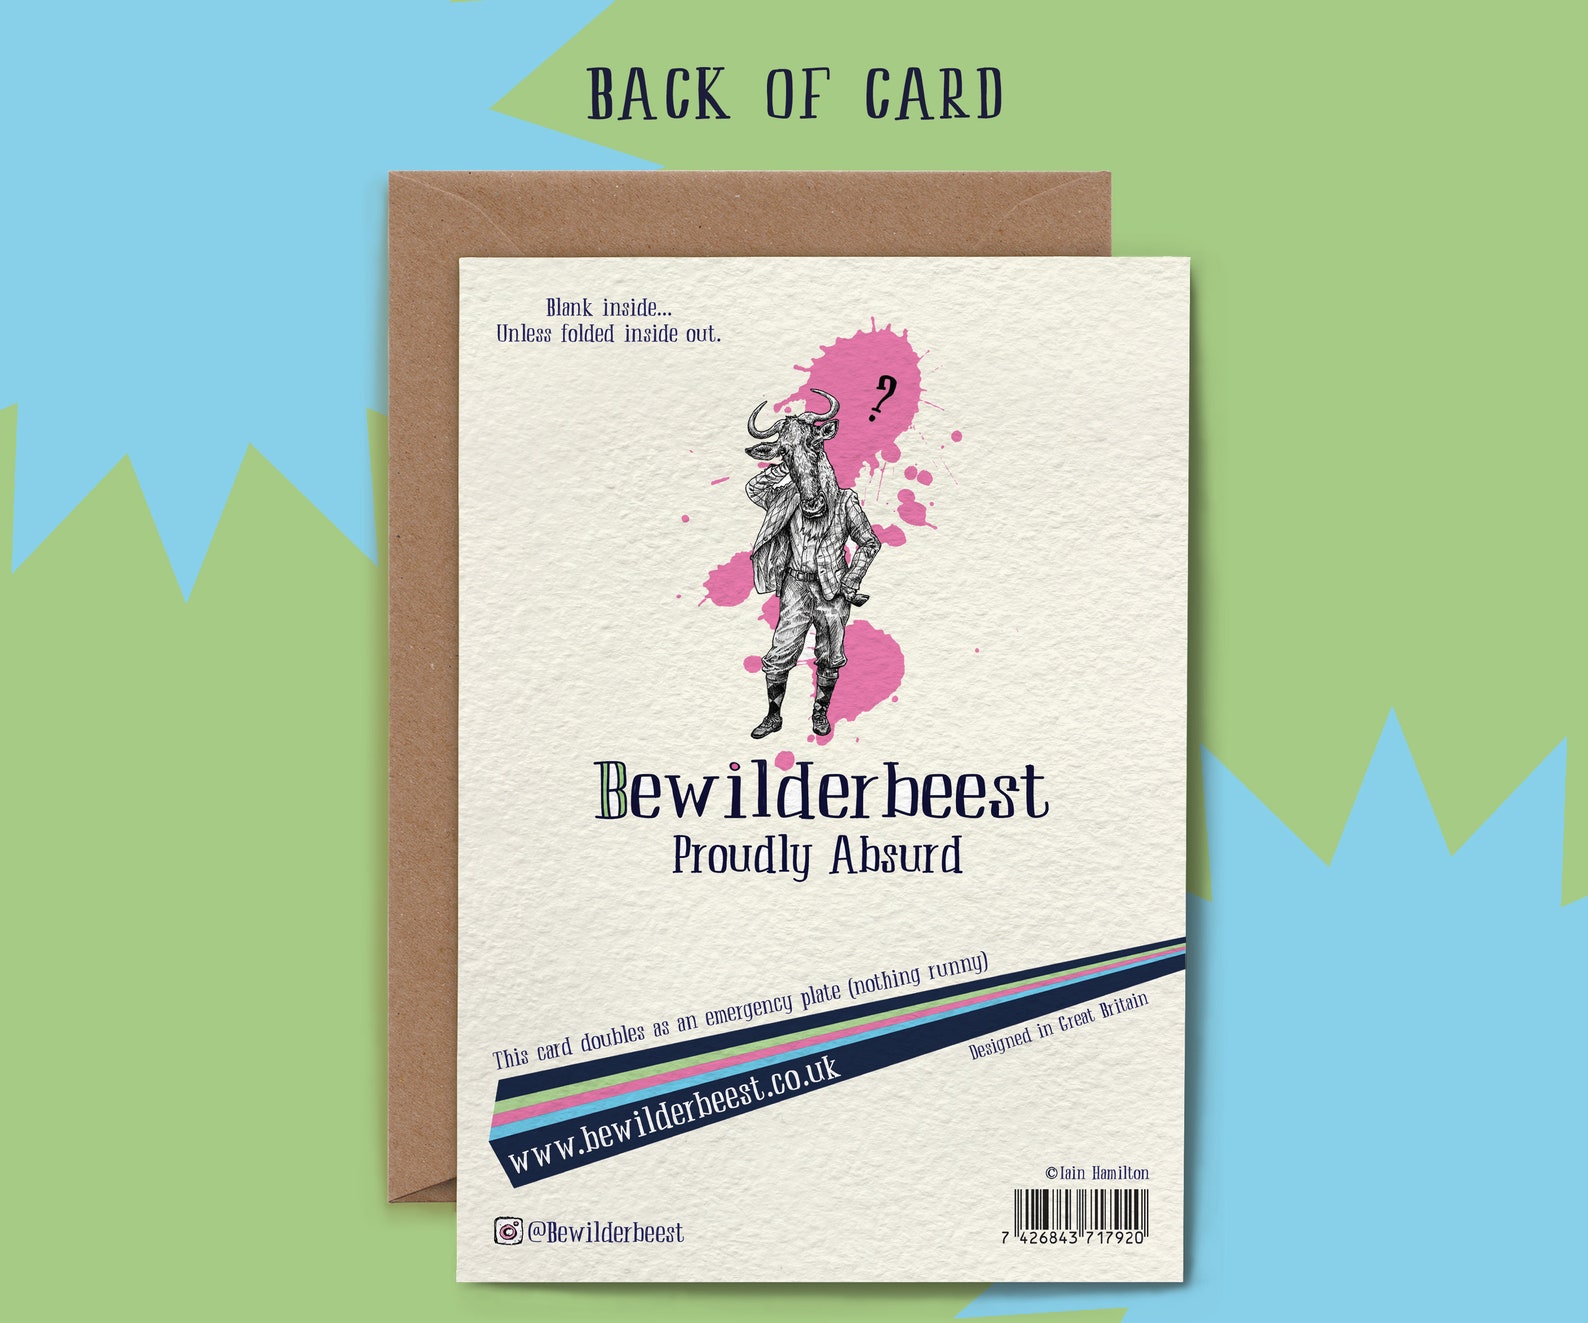 BACK OF CARD
Blank inside...
Unless folded inside out.
?
Bewilderbeest
Proudly Absurd
This card doubles as an emergency plate (nothing runny)
Designed in Great Britain
www.bewilderbeest.co.uk
©Iain Hamilton
7 426843 717920
@Bewilderbeest